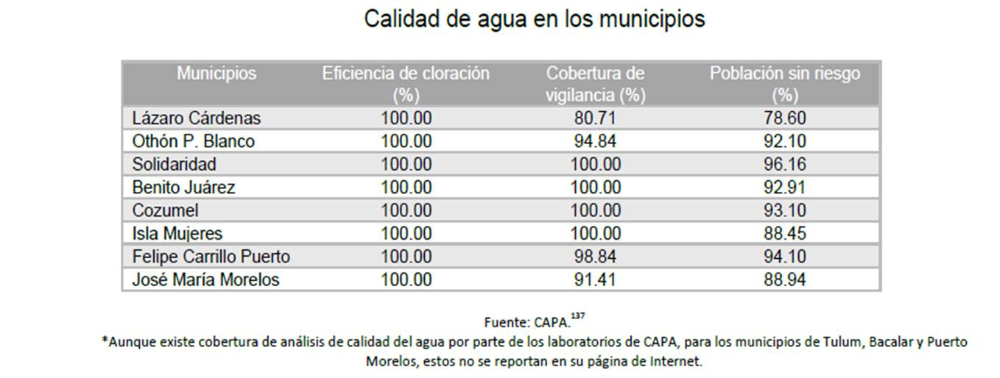 Calidad de agua en los municipios
Municipios Eficiencia de cloración (%) Cobertura de vigilancia (%) Población sin riesgo (%)
Lázaro Cárdenas 100.00 80.71 78.60
Othón P. Blanco 100.00 94.84 92.10
Solidaridad 100.00 100.00 96.16
Benito Juárez 100.00 100.00 92.91
Cozumel 100.00 100.00 93.10
Isla Mujeres 100.00 100.00 88.45
Felipe Carrillo Puerto 100.00 98.84 94.10
José María Morelos 100.00 91.41 88.94
Fuente: CAPA.137
*Aunque existe cobertura de análisis de calidad del agua por parte de los laboratorios de CAPA, para los municipios de Tulum, Bacalar y Puerto
Morelos, estos no se reportan en su página de Internet.